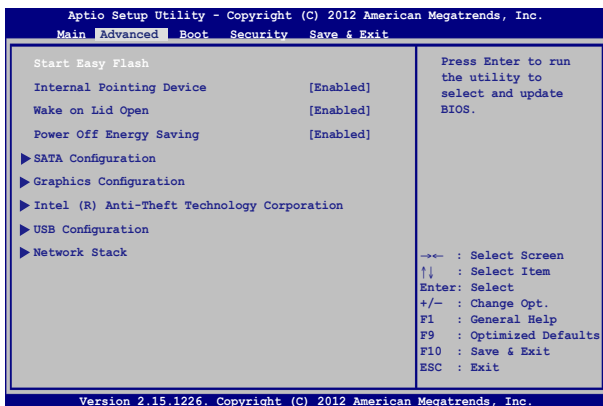 Aptio Setup Utility - Copyright (C) 2012 American Megatrends, Inc.
Main Advanced Boot Security Save & Exit
Start Easy Flash
Internal Pointing Device [Enabled]
Wake on Lid Open [Enabled]
Power Off Energy Saving [Enabled]
SATA Configuration
Graphics Configuration
Intel (R) Anti-Theft Technology Corporation
USB Configuration
Network Stack
Press Enter to run
the utility to
select and update
BIOS.
→← : Select Screen
↑↓ : Select Item
Enter: Select
+/— : Change Opt.
F1 : General Help
F9 : Optimized Defaults
F10 : Save & Exit
ESC : Exit
Version 2.15.1226. Copyright (C) 2012 American Megatrends, Inc.